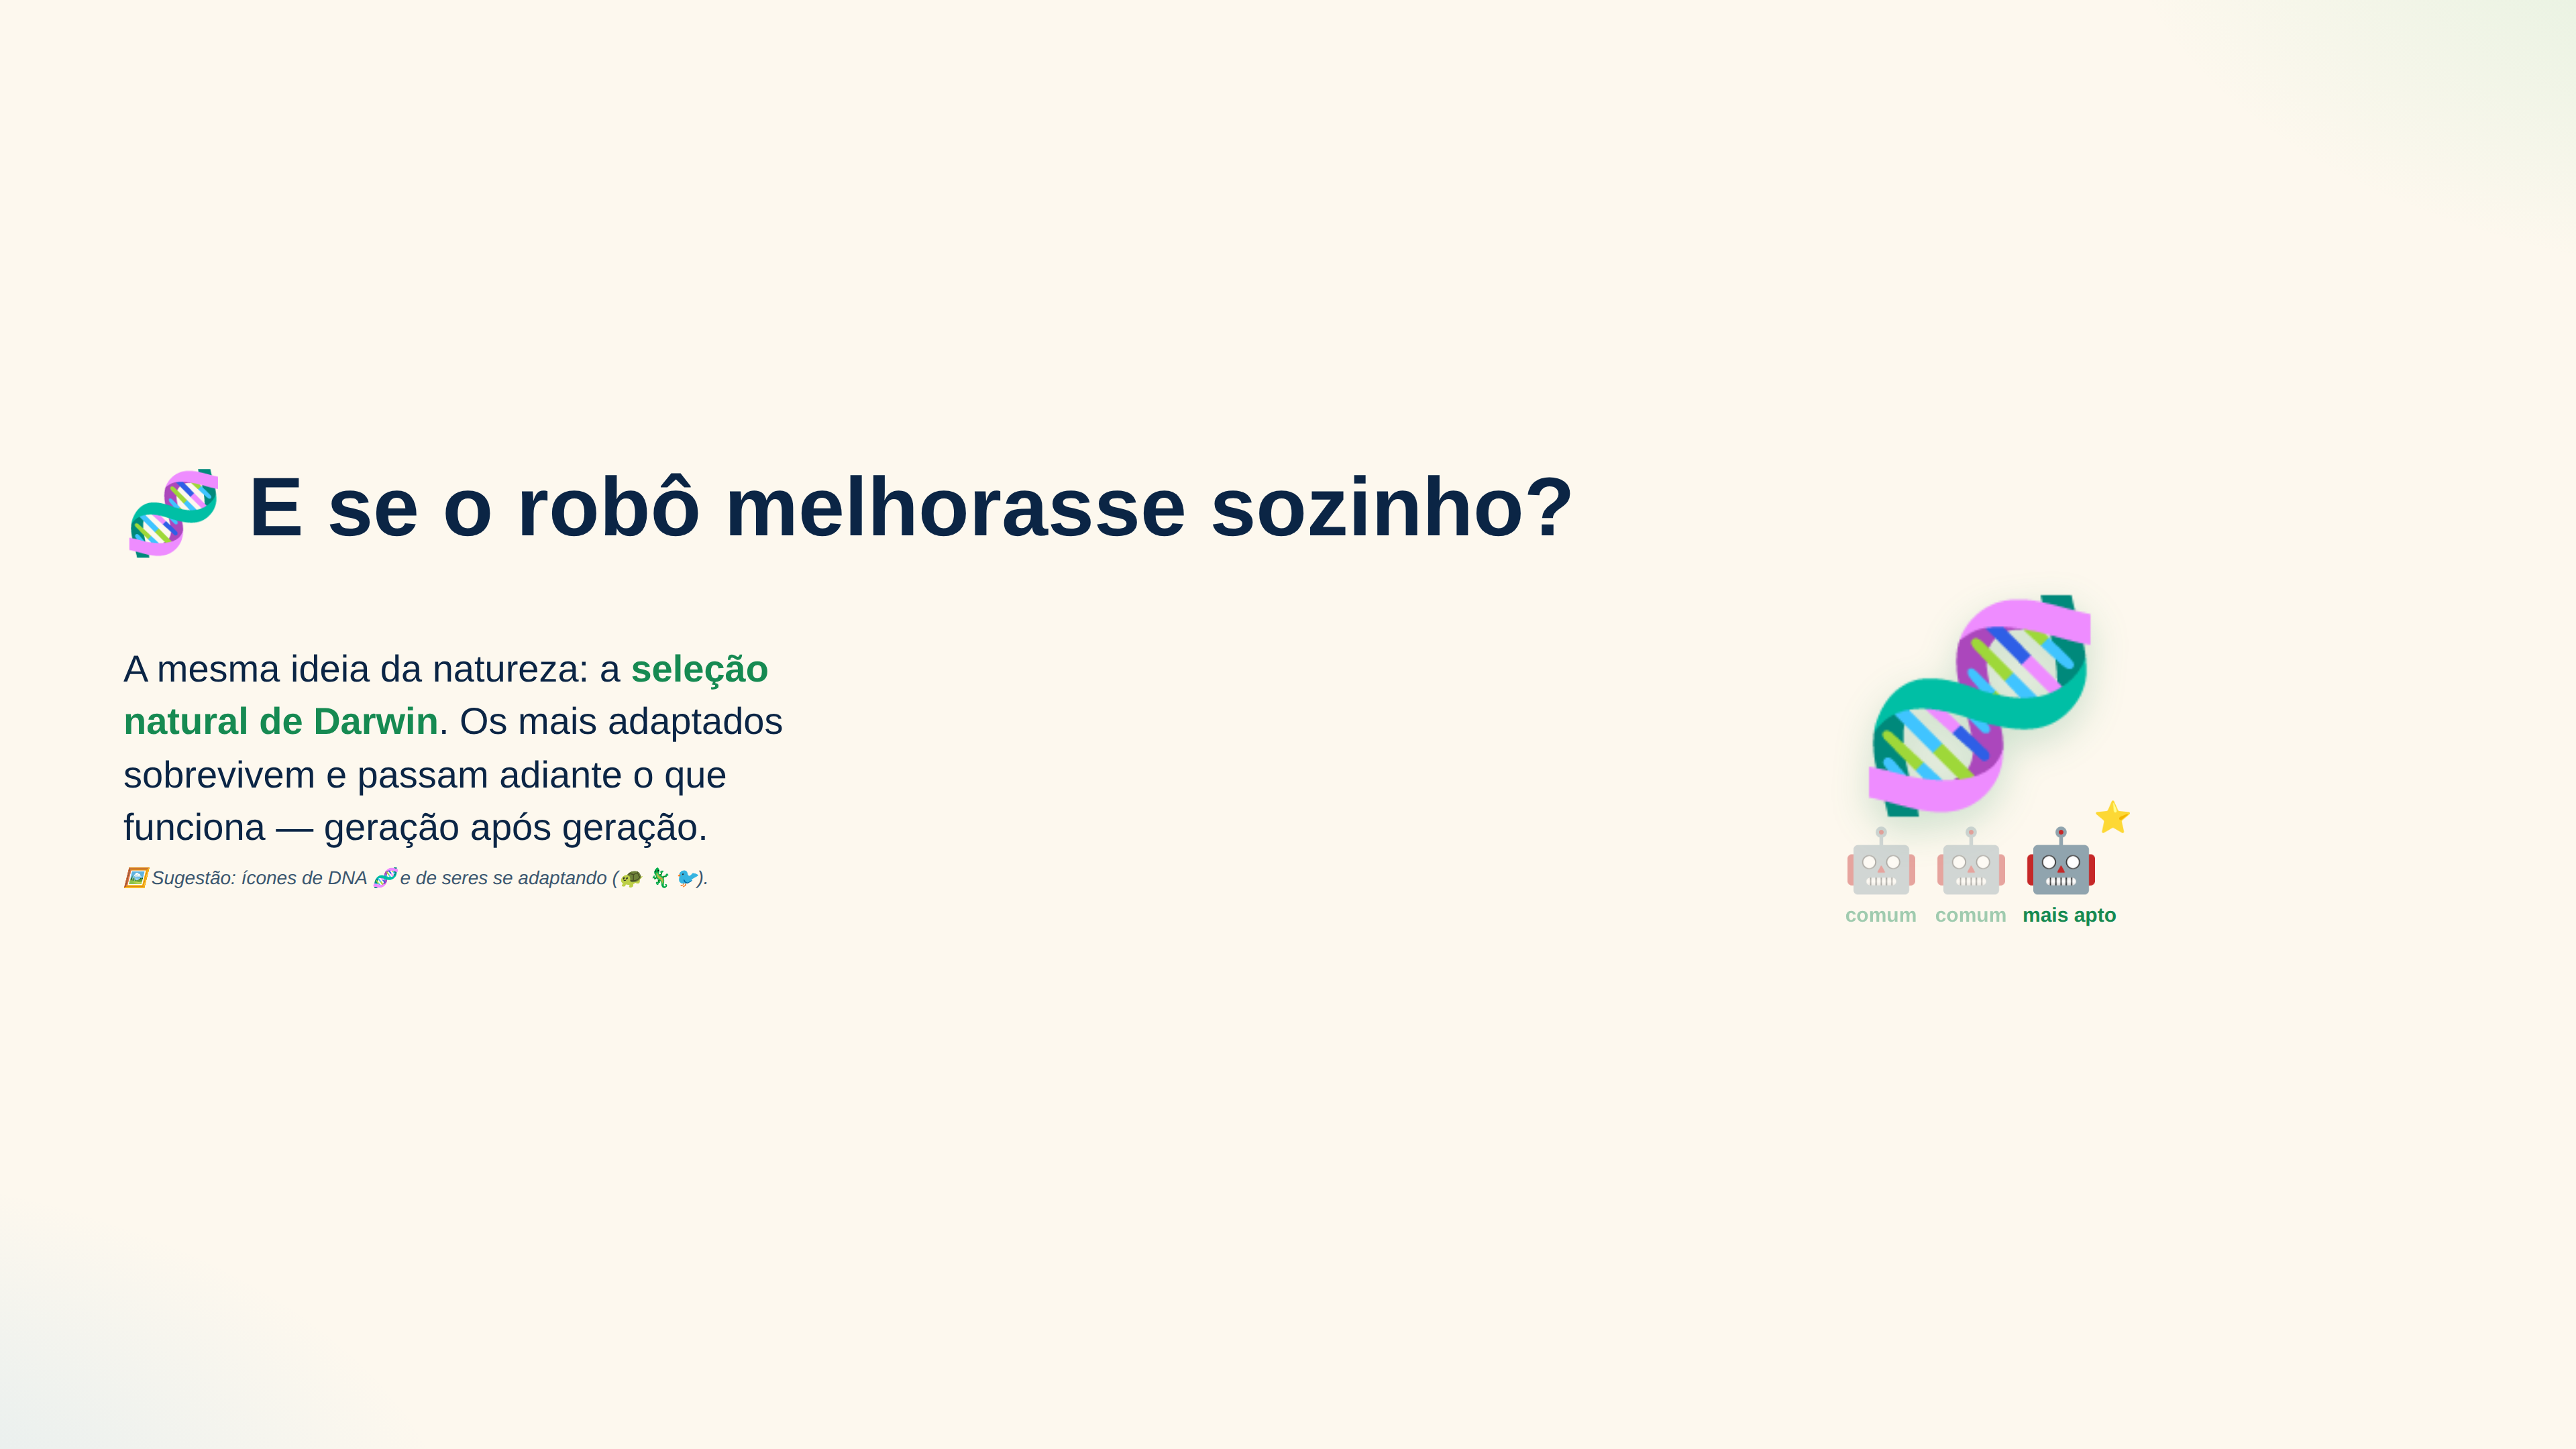 🧬 E se o robô melhorasse sozinho?
A mesma ideia da natureza: a seleção
natural de Darwin. Os mais adaptados
sobrevivem e passam adiante o que
funciona — geração após geração.
🖼️ Sugestão: ícones de DNA 🧬 e de seres se adaptando (🐢 🦎 🐦).
comum comum mais apto